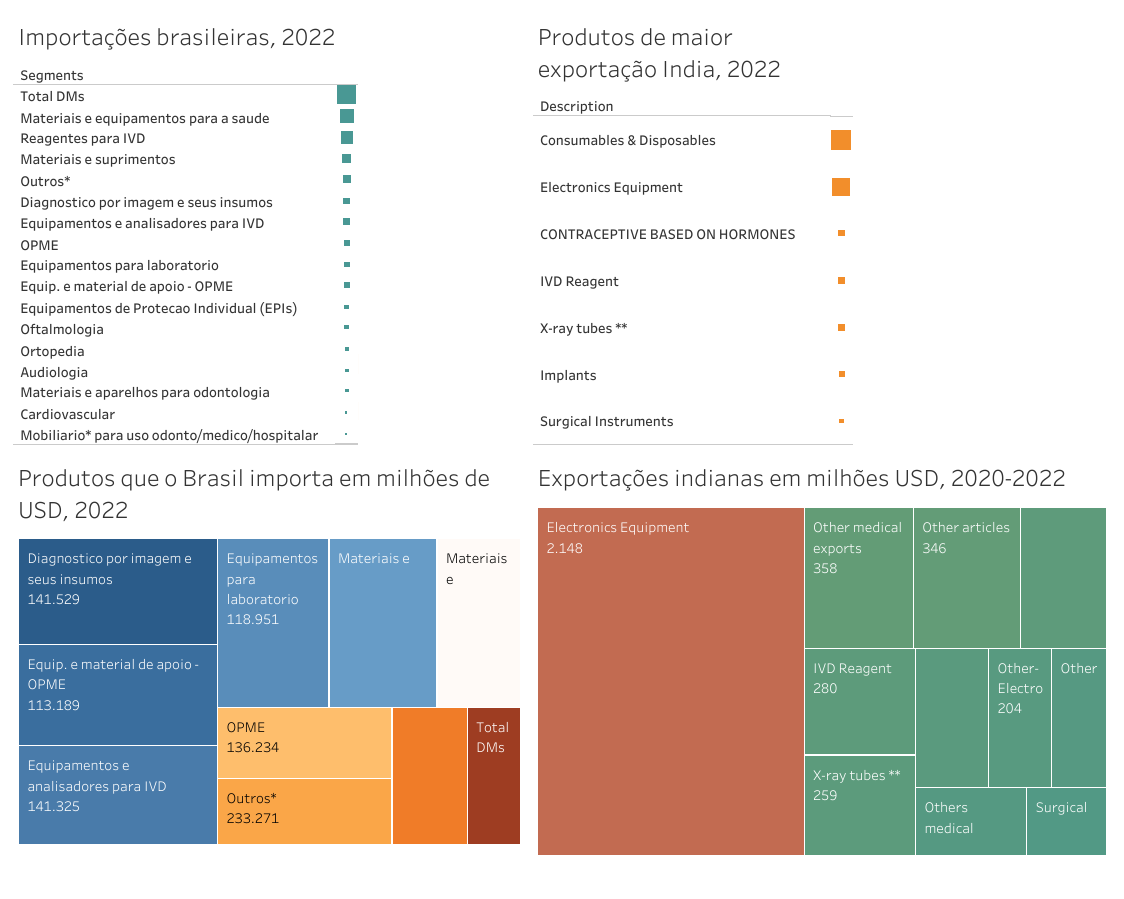 Importações brasileiras, 2022
Segments
Total DMs
Materiais e equipamentos para a saude
Reagentes para IVD
Materiais e suprimentos
Outros*
Diagnostico por imagem e seus insumos
Equipamentos e analisadores para IVD
OPME
Equipamentos para laboratorio
Equip. e material de apoio - OPME
Equipamentos de Protecao Individual (EPIs)
Oftalmologia
Ortopedia
Audiologia
Materiais e aparelhos para odontologia
Cardiovascular
Mobiliario* para uso odonto/medico/hospitalar
Produtos de maior
exportação India, 2022
Description
Consumables & Disposables
Electronics Equipment
CONTRACEPTIVE BASED ON HORMONES
IVD Reagent
X-ray tubes **
Implants
Surgical Instruments
Produtos que o Brasil importa em milhões de
USD, 2022
Diagnostico por imagem e
seus insumos
141.529
Equip. e material de apoio -
OPME
113.189
Equipamentos e
analisadores para IVD
141.325
Equipamentos
para
laboratorio
118.951
Materiais e
Materiais
e
OPME
136.234
Outros*
233.271
Total
DMs
Exportações indianas em milhões USD, 2020-2022
Electronics Equipment
2.148
Other medical
exports
358
Other articles
346
IVD Reagent
280
X-ray tubes **
259
Other-
Electro
204
Other
Others
medical
Surgical